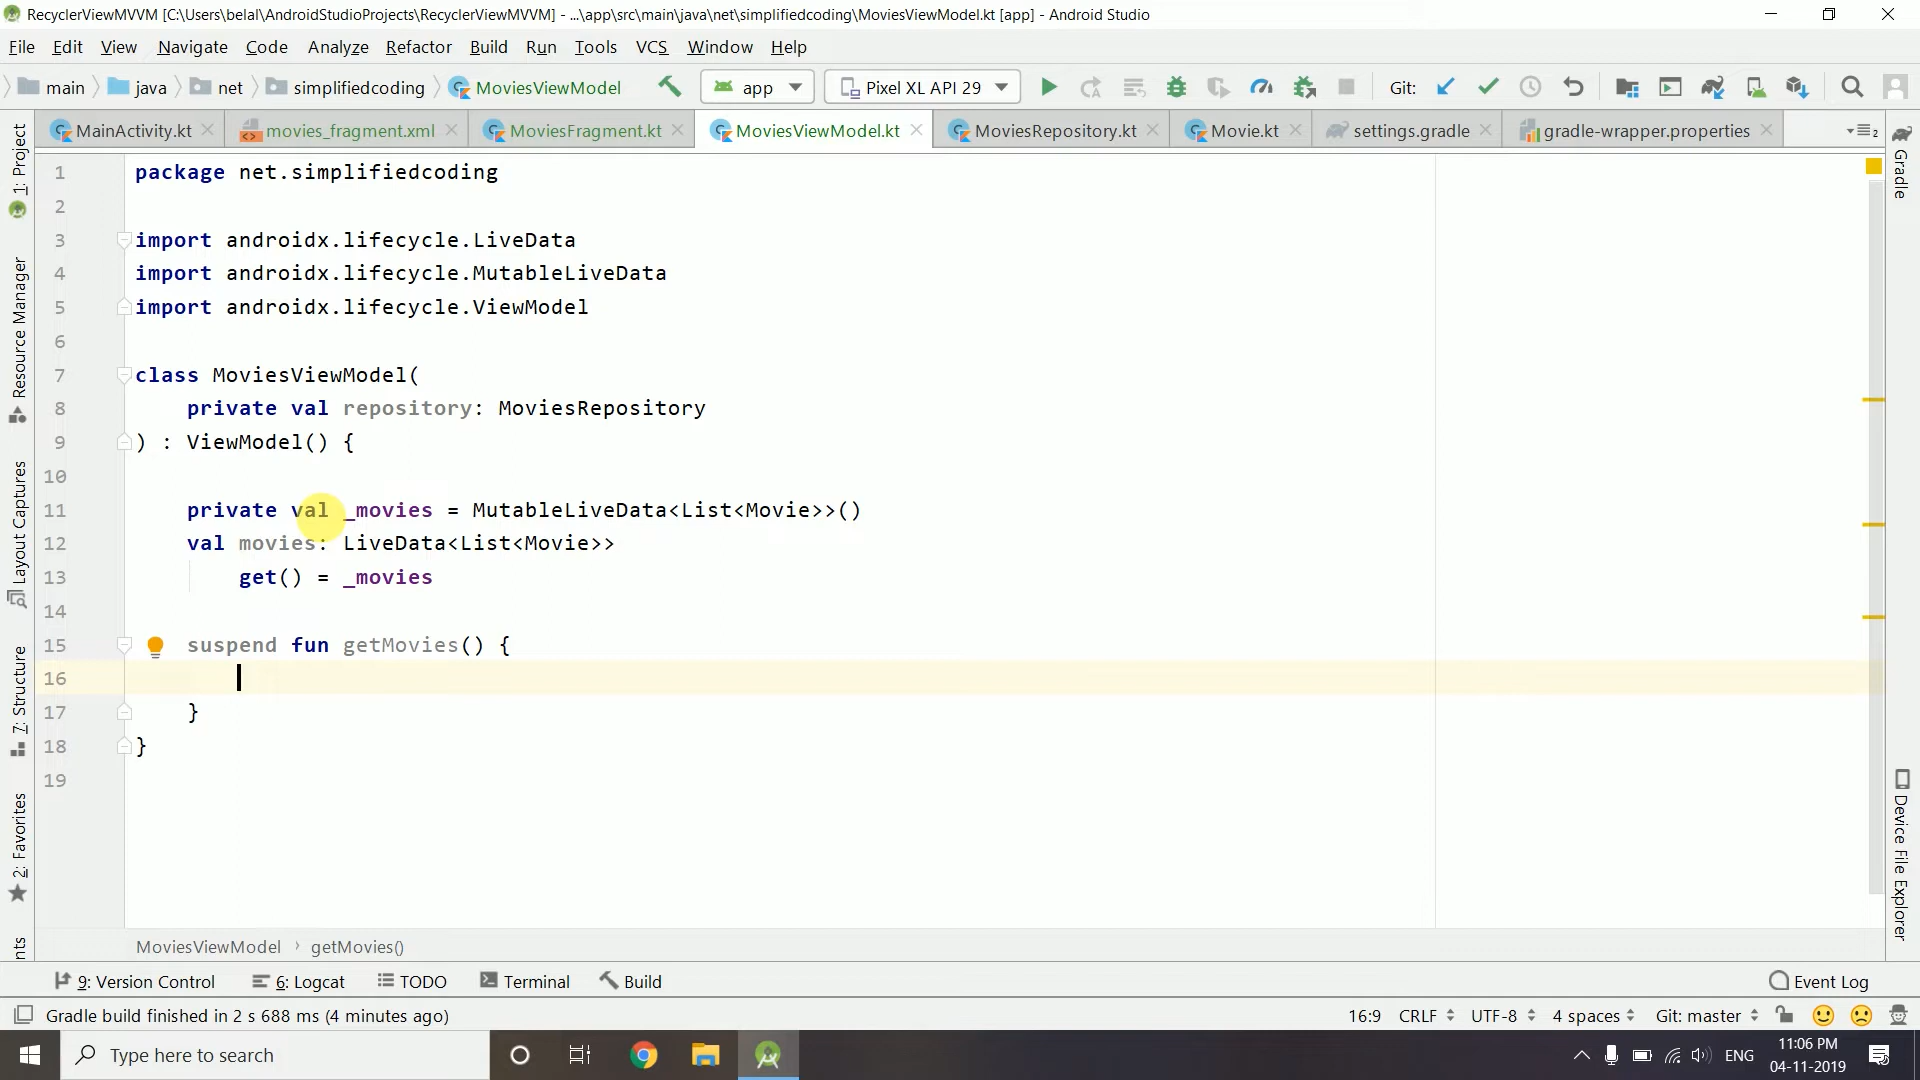 RecyclerViewMVVM [C:\Users\belal\AndroidStudioProjects\RecyclerViewMVVM] - ...\app\src\main\java\net\simplifiedcoding\MoviesViewModel.kt [app] - Android Studio
File Edit View Navigate Code Analyze Refactor Build Run Tools VCS Window Help
main java net simplifiedcoding MoviesViewModel app Pixel XL API 29 Git:
MainActivity.kt movies_fragment.xml MoviesFragment.kt MoviesViewModel.kt MoviesRepository.kt Movie.kt settings.gradle gradle-wrapper.properties 2
1: Project
Resource Manager
Layout Captures
7: Structure
2: Favorites
nts
1 package net.simplifiedcoding
2
3 import androidx.lifecycle.LiveData
4 import androidx.lifecycle.MutableLiveData
5 import androidx.lifecycle.ViewModel
6
7 class MoviesViewModel(
8     private val repository: MoviesRepository
9 ) : ViewModel() {
10
11     private val _movies = MutableLiveData<List<Movie>>()
12     val movies: LiveData<List<Movie>>
13         get() = _movies
14
15     suspend fun getMovies() {
16
17     }
18 }
19
Gradle
Device File Explorer
MoviesViewModel › getMovies()
9: Version Control 6: Logcat TODO Terminal Build Event Log
Gradle build finished in 2 s 688 ms (4 minutes ago) 16:9 CRLF UTF-8 4 spaces Git: master
Type here to search ENG 11:06 PM
04-11-2019